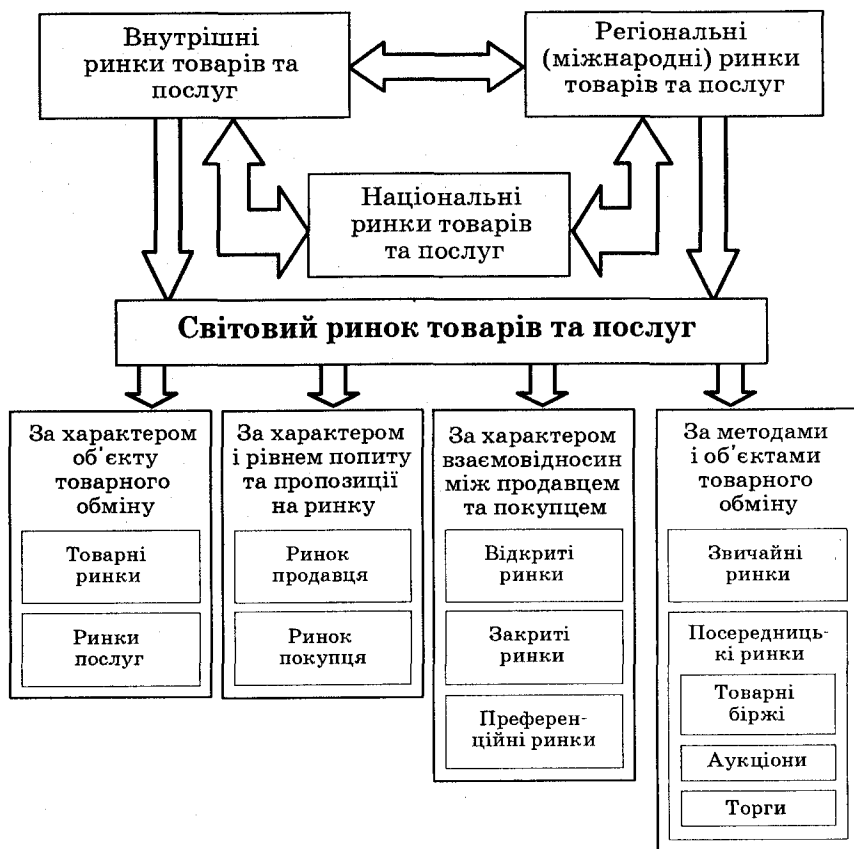 Внутрішні
ринки товарів та
послуг
Регіональні
(міжнародні) ринки
товарів та послуг
Національні
ринки товарів
та послуг
Світовий ринок товарів та послуг
За характером
об'єкту
товарного
обміну
Товарні
ринки
Ринки
послуг
За характером
і рівнем попиту
та пропозиції
на ринку
Ринок
продавця
Ринок
покупця
За характером
взаємовідносин
між продавцем
та покупцем
Відкриті
ринки
Закриті
ринки
Преферен-
ційні ринки
За методами
і об'єктами
товарного
обміну
Звичайні
ринки
Посередниць-
кі ринки
Товарні
біржі
Аукціони
Торги